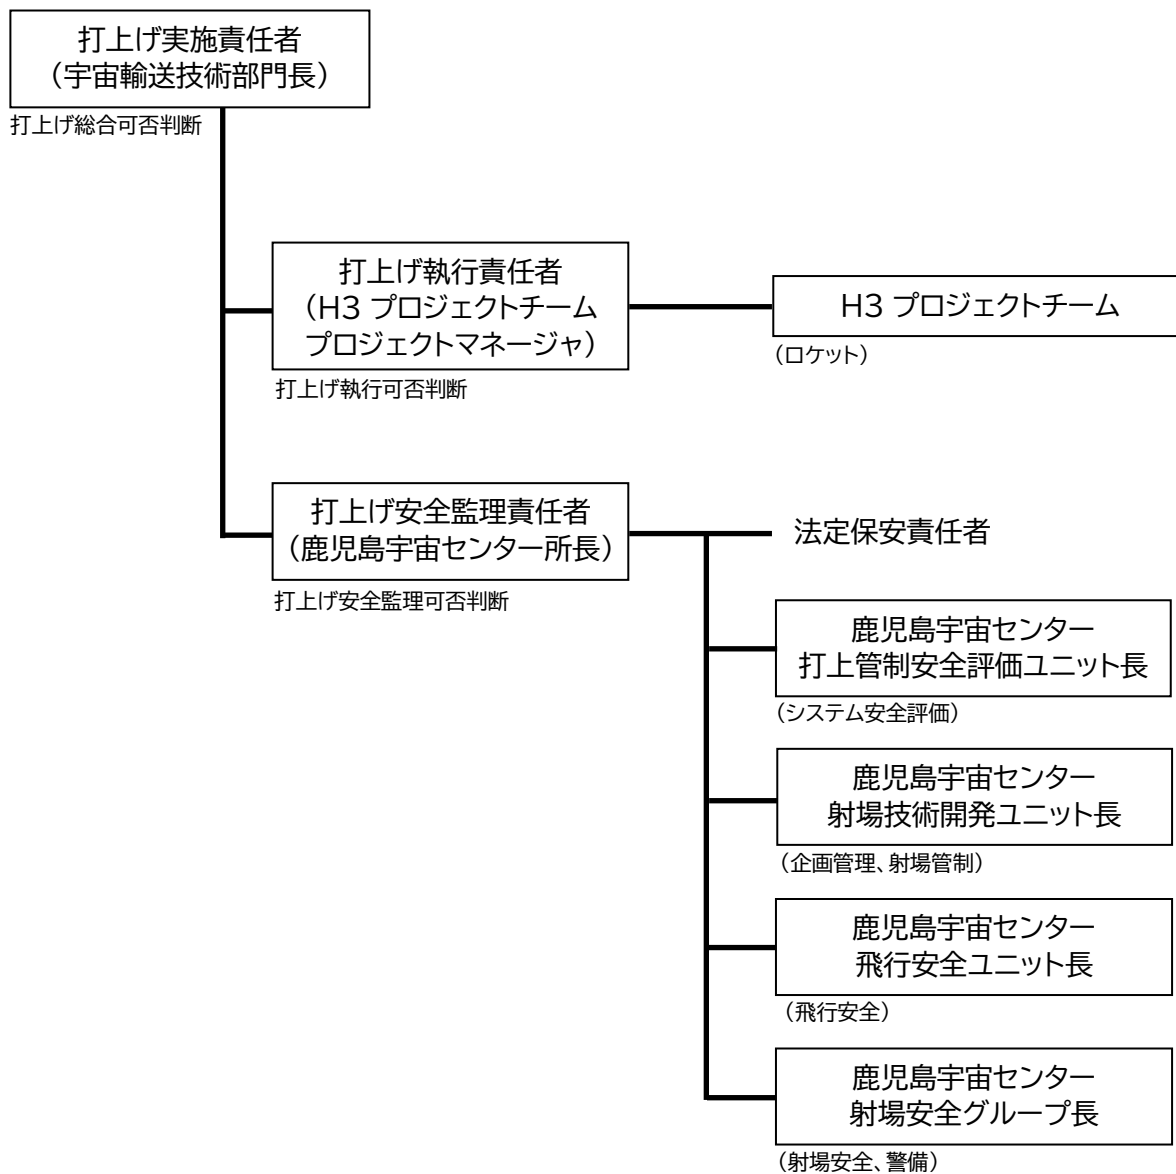 打上げ実施責任者
（宇宙輸送技術部門長）
打上げ総合可否判断
打上げ執行責任者
（H3 プロジェクトチーム
プロジェクトマネージャ）
打上げ執行可否判断
H3 プロジェクトチーム
（ロケット）
打上げ安全監理責任者
（鹿児島宇宙センター所長）
打上げ安全監理可否判断
法定保安責任者
鹿児島宇宙センター
打上管制安全評価ユニット長
（システム安全評価）
鹿児島宇宙センター
射場技術開発ユニット長
（企画管理、射場管制）
鹿児島宇宙センター
飛行安全ユニット長
（飛行安全）
鹿児島宇宙センター
射場安全グループ長
（射場安全、警備）